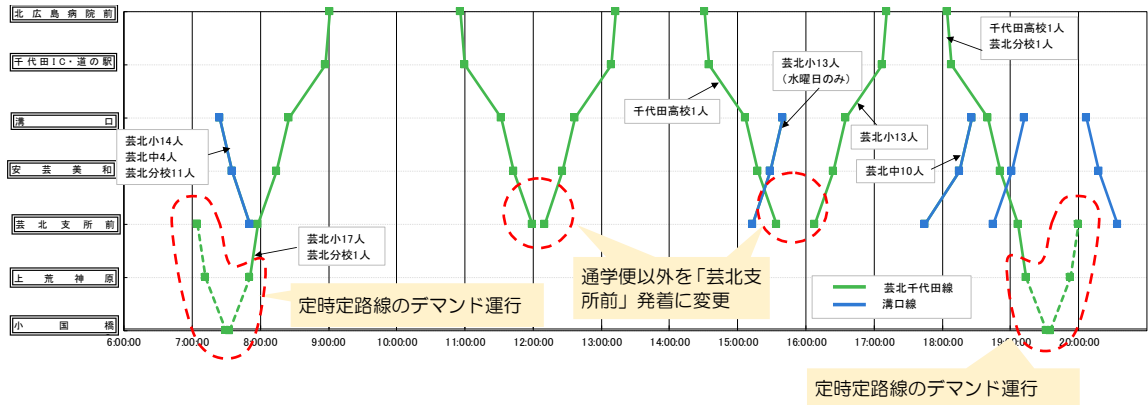 北広島病院前
千代田IC・道の駅
溝口
安芸美和
芸北支所前
上荒神原
小国橋
芸北小14人
芸北中4人
芸北分校11人
芸北小17人
芸北分校1人
千代田高校1人
芸北小13人
（水曜日のみ）
芸北小13人
芸北中10人
千代田高校1人
芸北分校1人
定時定路線のデマンド運行
通学便以外を「芸北支
所前」発着に変更
芸北千代田線
溝口線
6:00:00
7:00:00
8:00:00
9:00:00
10:00:00
11:00:00
12:00:00
13:00:00
14:00:00
15:00:00
16:00:00
17:00:00
18:00:00
19:00:00
20:00:00
定時定路線のデマンド運行